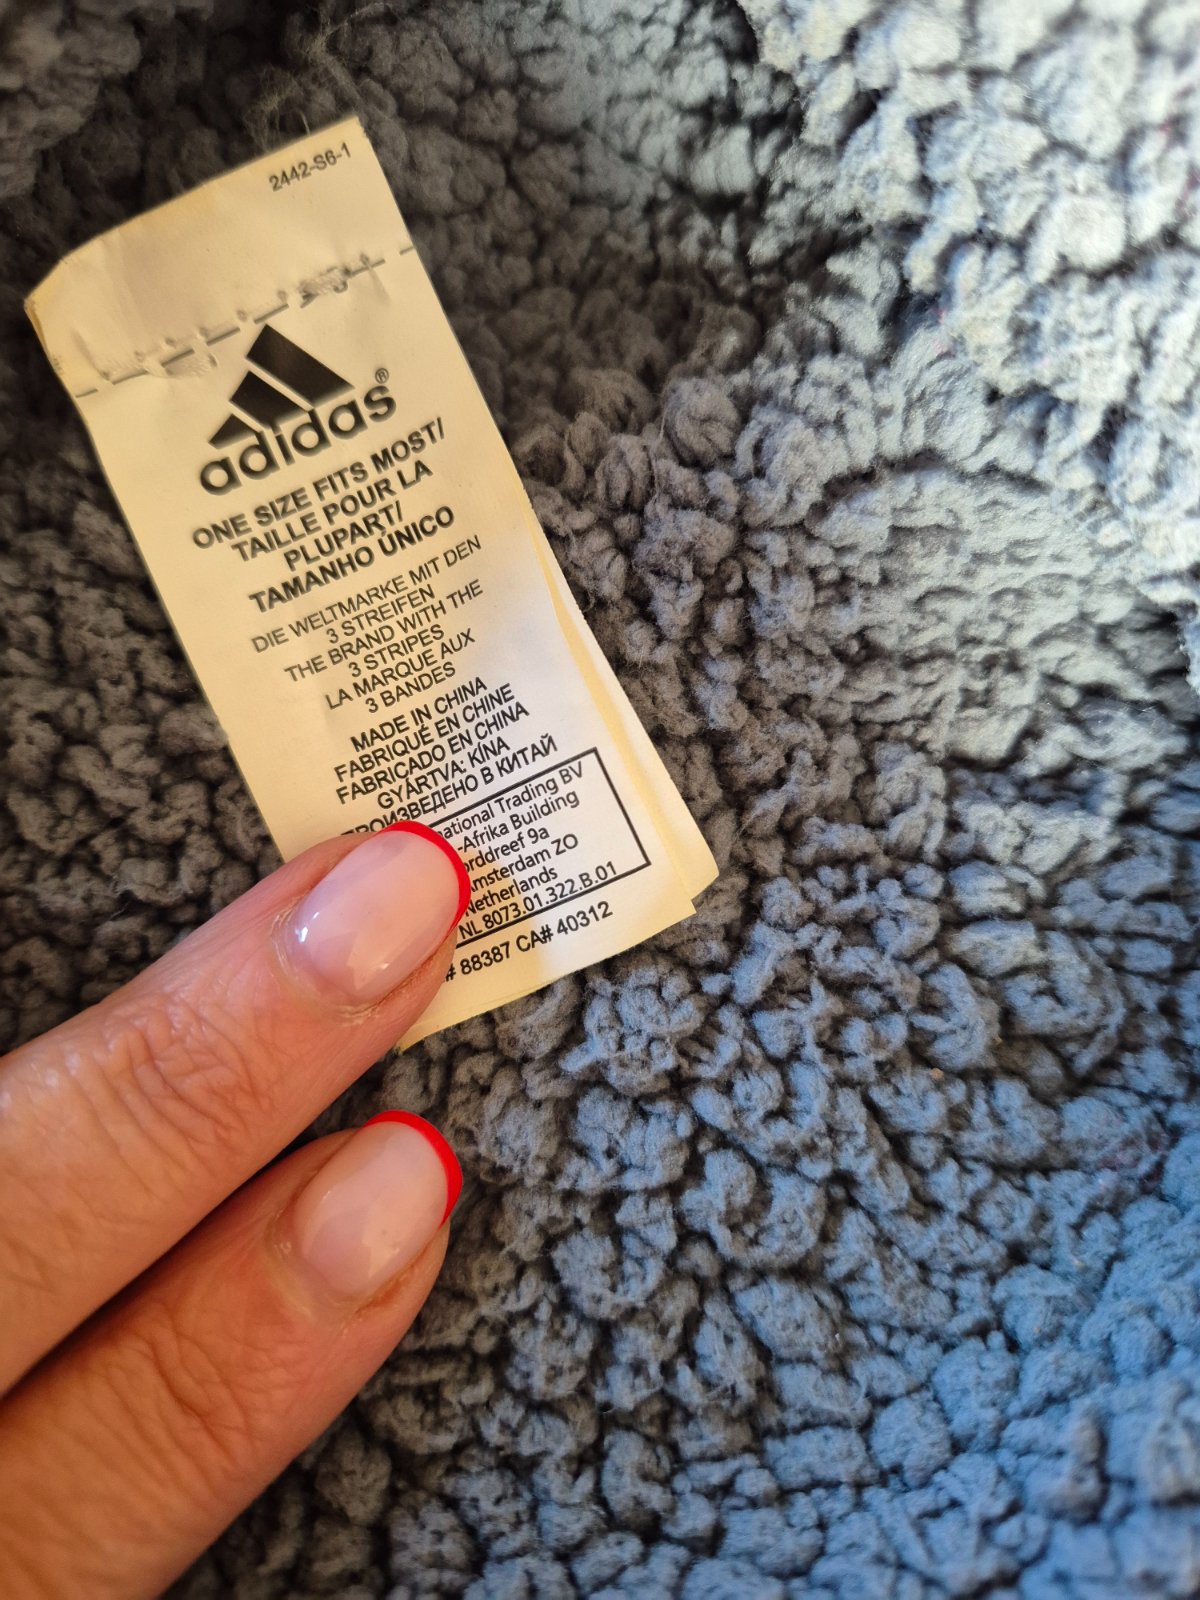 2442-S6-1
adidas®
ONE SIZE FITS MOST/
TAILLE POUR LA
PLUPART/
TAMANHO ÚNICO
DIE WELTMARKE MIT DEN
3 STREIFEN
THE BRAND WITH THE
3 STRIPES
LA MARQUE AUX
3 BANDES
MADE IN CHINA
FABRIQUÉ EN CHINE
FABRICADO EN CHINA
GYÁRTVA: KÍNA
ПРОИЗВЕДЕНО В КИТАЙ
Trading BV
-Afrika Building
9a
Amsterdam ZO
Netherlands
NL 8073.01.322.B.01
# 88387 CA# 40312